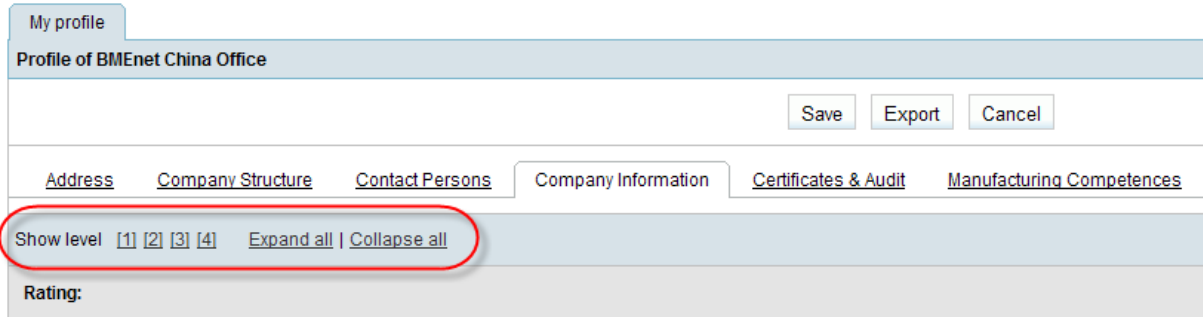 My profile
Profile of BMEnet China Office
Save Export Cancel
Address Company Structure Contact Persons Company Information Certificates & Audit Manufacturing Competences
Show level [1] [2] [3] [4] Expand all | Collapse all
Rating: